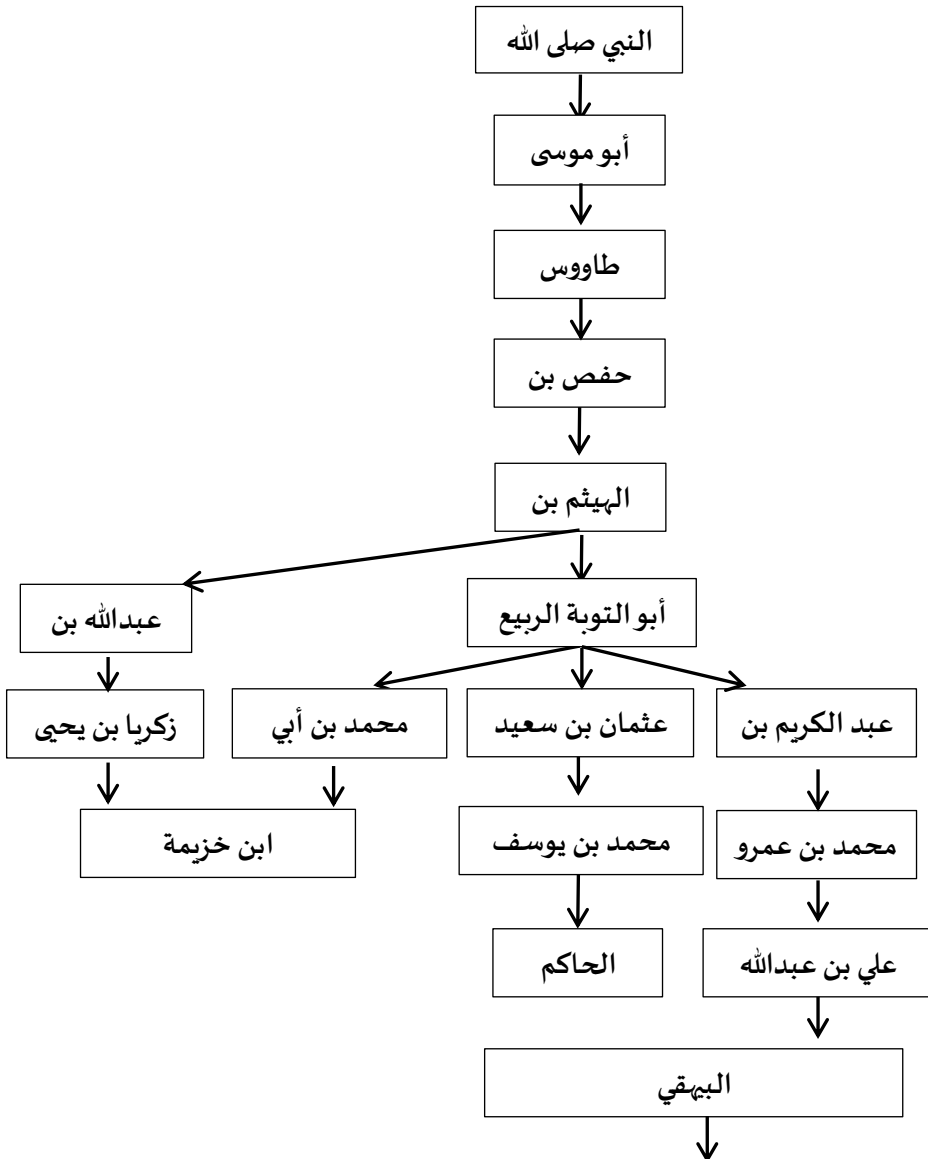 النبي صلى الله
أبو موسى
طاووس
حفص بن
الهيثم بن
أبو التوبة الربيع
عبدالله بن
عبد الكريم بن
عثمان بن سعيد
محمد بن أبي
زكريا بن يحيى
محمد بن عمرو
محمد بن يوسف
ابن خزيمة
علي بن عبدالله
الحاكم
البيهقي